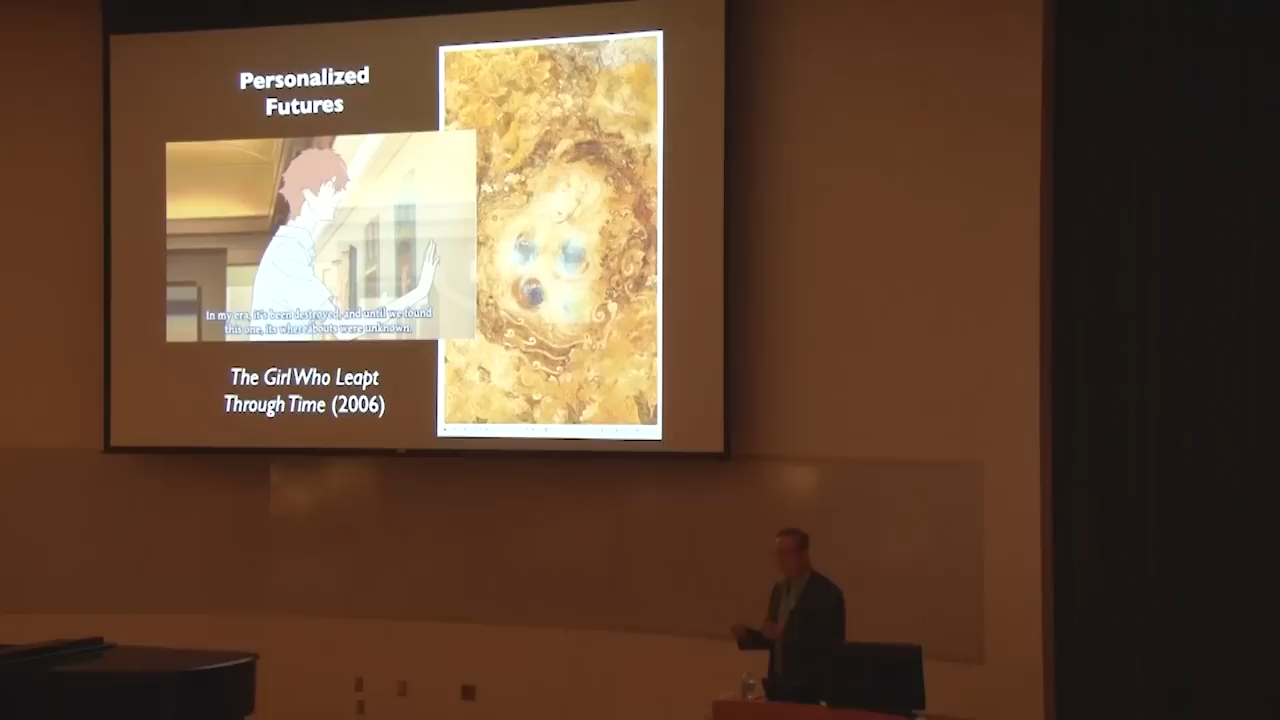 Personalized
Futures
In my era, it's been destroyed, and until we found
this one, its whereabouts were unknown.
The Girl Who Leapt
Through Time (2006)